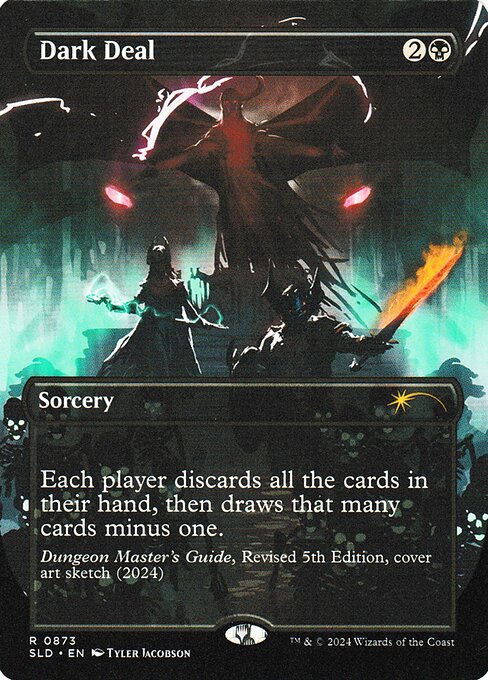 Dark Deal 2
Sorcery
Each player discards all the cards in
their hand, then draws that many
cards minus one.
Dungeon Master's Guide, Revised 5th Edition, cover
art sketch (2024)
R 0873
SLD • EN Tyler Jacobson
™ & © 2024 Wizards of the Coast